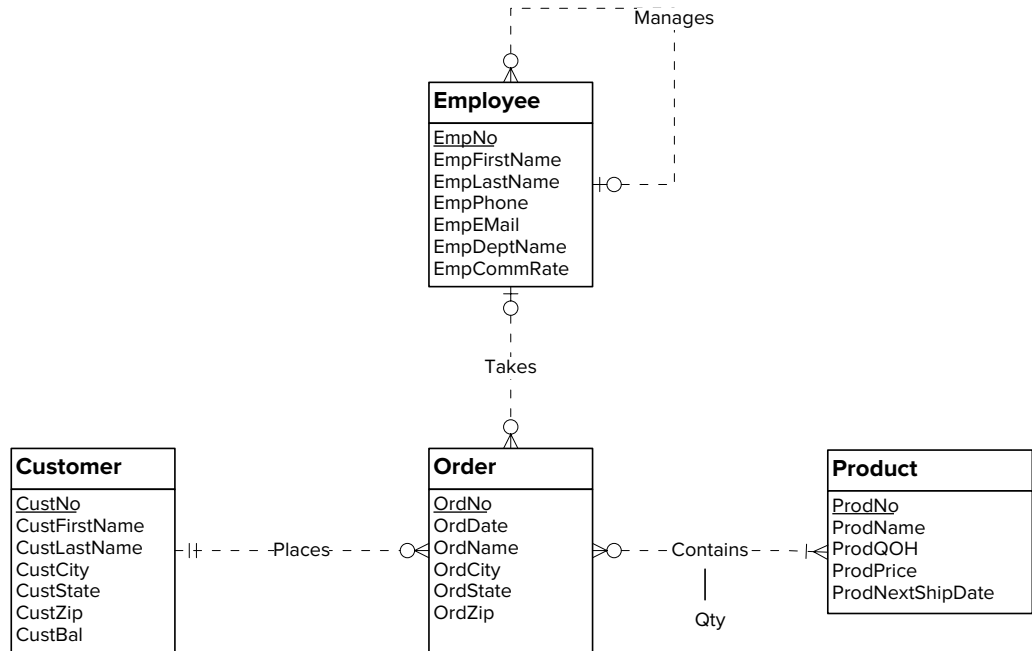 Manages
Employee
EmpNo
EmpFirstName
EmpLastName
EmpPhone
EmpEMail
EmpDeptName
EmpCommRate
Takes
Customer
CustNo
CustFirstName
CustLastName
CustCity
CustState
CustZip
CustBal
Places
Order
OrdNo
OrdDate
OrdName
OrdCity
OrdState
OrdZip
Contains
Qty
Product
ProdNo
ProdName
ProdQOH
ProdPrice
ProdNextShipDate